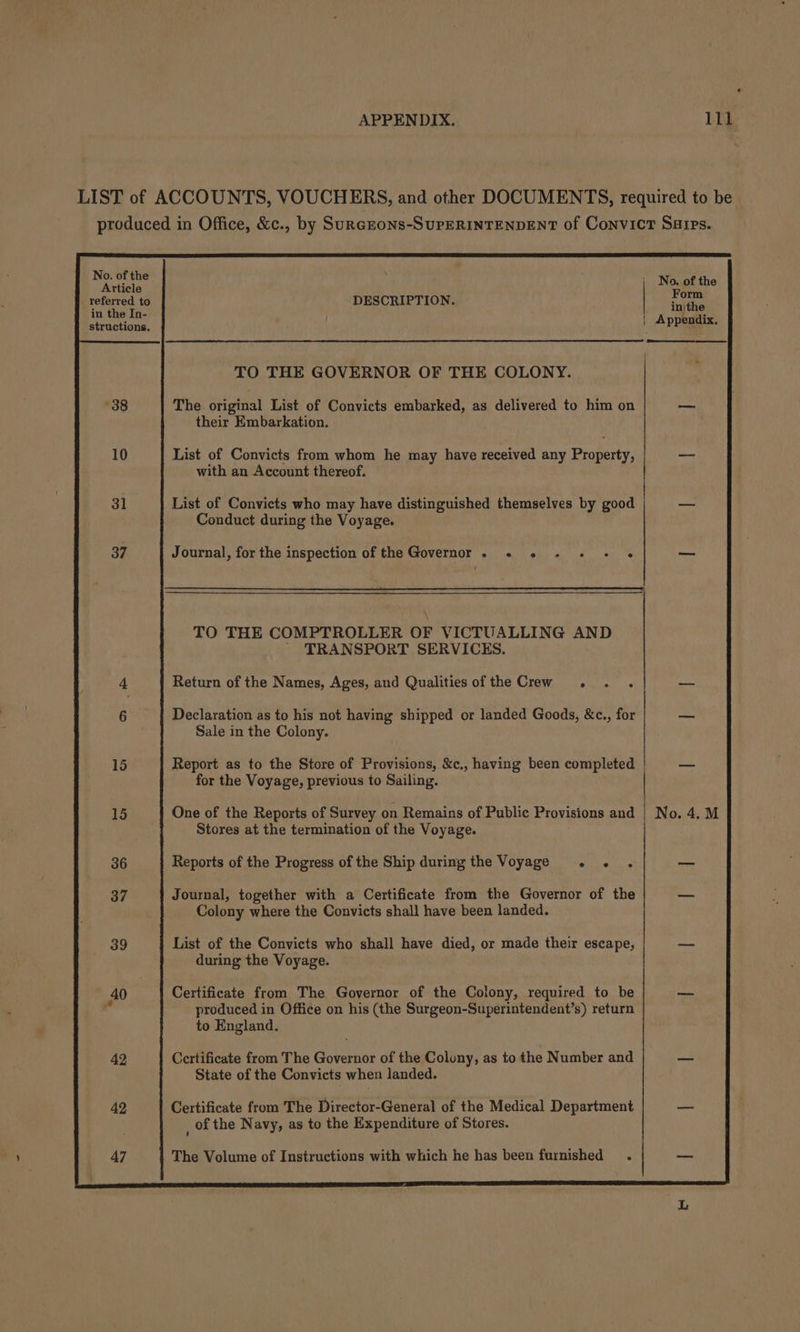 APPENDIX. 111
LIST of ACCOUNTS, VOUCHERS, and other DOCUMENTS, required to be
produced in Office, &c., by SURGEONS-SUPERINTENDENT of CONVICT SHIPS.
No. of the
Article
referred to
in the In-
structions.
DESCRIPTION.
No. of the
Form
in the
Appendix.
TO THE GOVERNOR OF THE COLONY.
38 The original List of Convicts embarked, as delivered to him on —
their Embarkation.
10 List of Convicts from whom he may have received any Property, —
with an Account thereof.
31 List of Convicts who may have distinguished themselves by good —
Conduct during the Voyage.
37 Journal, for the inspection of the Governor . . . . . . . —
TO THE COMPTROLLER OF VICTUALLING AND
TRANSPORT SERVICES.
4 Return of the Names, Ages, and Qualities of the Crew . . . —
6 Declaration as to his not having shipped or landed Goods, &c., for —
Sale in the Colony.
15 Report as to the Store of Provisions, &c., having been completed —
for the Voyage, previous to Sailing.
15 One of the Reports of Survey on Remains of Public Provisions and No. 4. M
Stores at the termination of the Voyage.
36 Reports of the Progress of the Ship during the Voyage . . . —
37 Journal, together with a Certificate from the Governor of the —
Colony where the Convicts shall have been landed.
39 List of the Convicts who shall have died, or made their escape, —
during the Voyage.
40 Certificate from The Governor of the Colony, required to be —
produced in Office on his (the Surgeon-Superintendent's) return
to England.
42 Certificate from The Governor of the Colony, as to the Number and —
State of the Convicts when landed.
42 Certificate from The Director-General of the Medical Department —
of the Navy, as to the Expenditure of Stores.
47 The Volume of Instructions with which he has been furnished . —
L